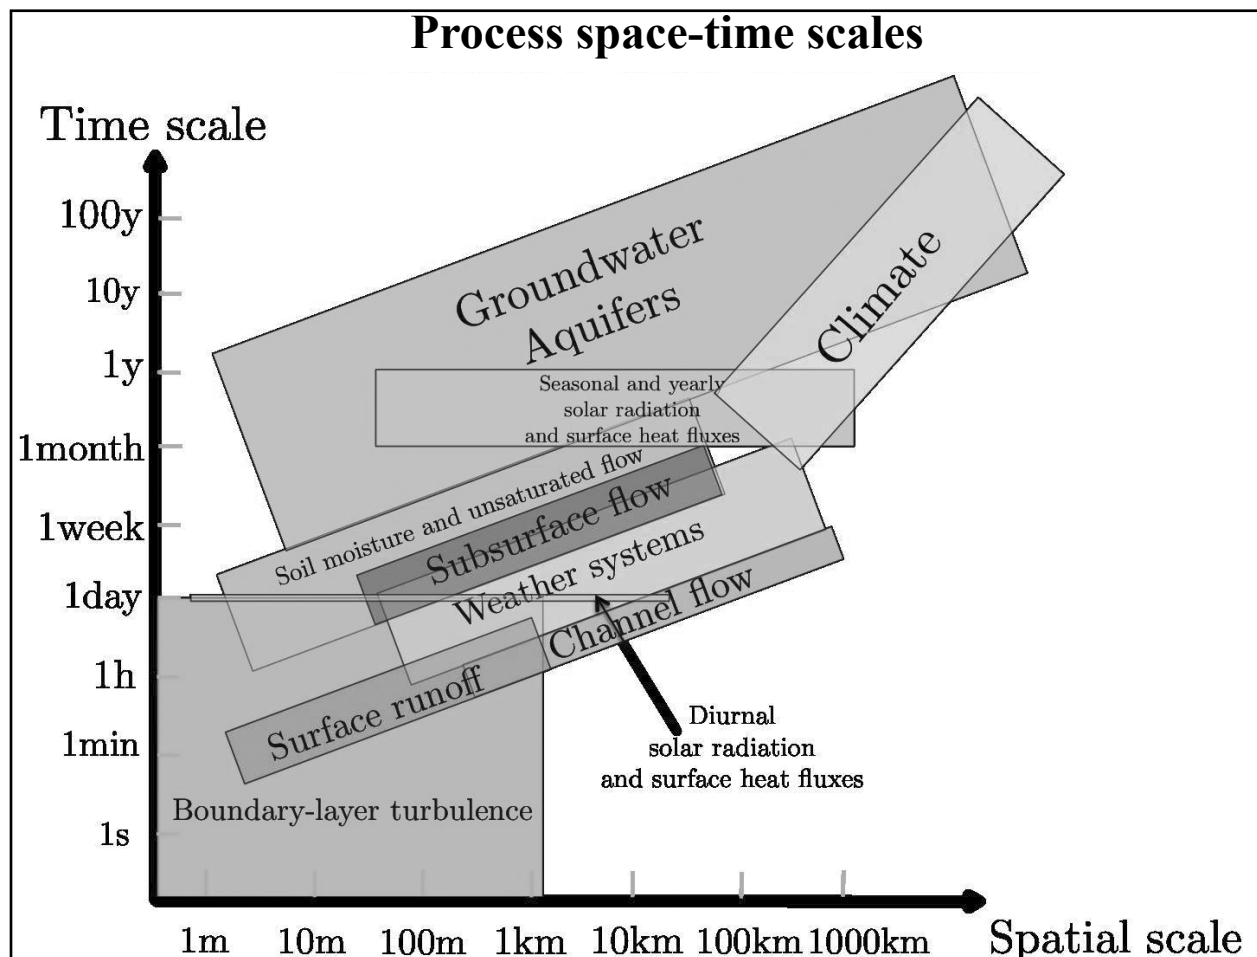 Process space-time scales
Time scale
100y
10y
1y
1month
1week
1day
1h
1min
1s
Groundwater
Aquifers
Climate
Seasonal and yearly
solar radiation
and surface heat fluxes
Soil moisture and unsaturated flow
Subsurface flow
Weather systems
Channel flow
Surface runoff
Diurnal
solar radiation
and surface heat fluxes
Boundary-layer turbulence
1m 10m 100m 1km 10km 100km 1000km
Spatial scale